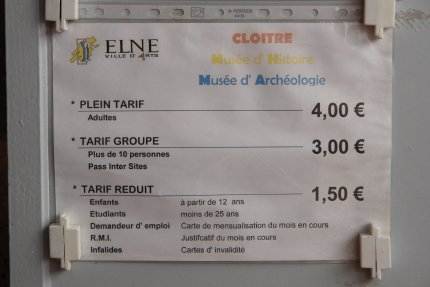 ELNE
VILLE D'ARTS
CLOITRE
Musée d' Histoire
Musée d' Archéologie
* PLEIN TARIF 4,00 €
Adultes
* TARIF GROUPE 3,00 €
Plus de 10 personnes
Pass Inter Sites
* TARIF REDUIT 1,50 €
Enfants à partir de 12 ans
Etudiants moins de 25 ans
Demandeur d' emploi Carte de mensualisation du mois en cours
R.M.I. Justifcatif du mois en cours
Infalides Cartes d' invalidité